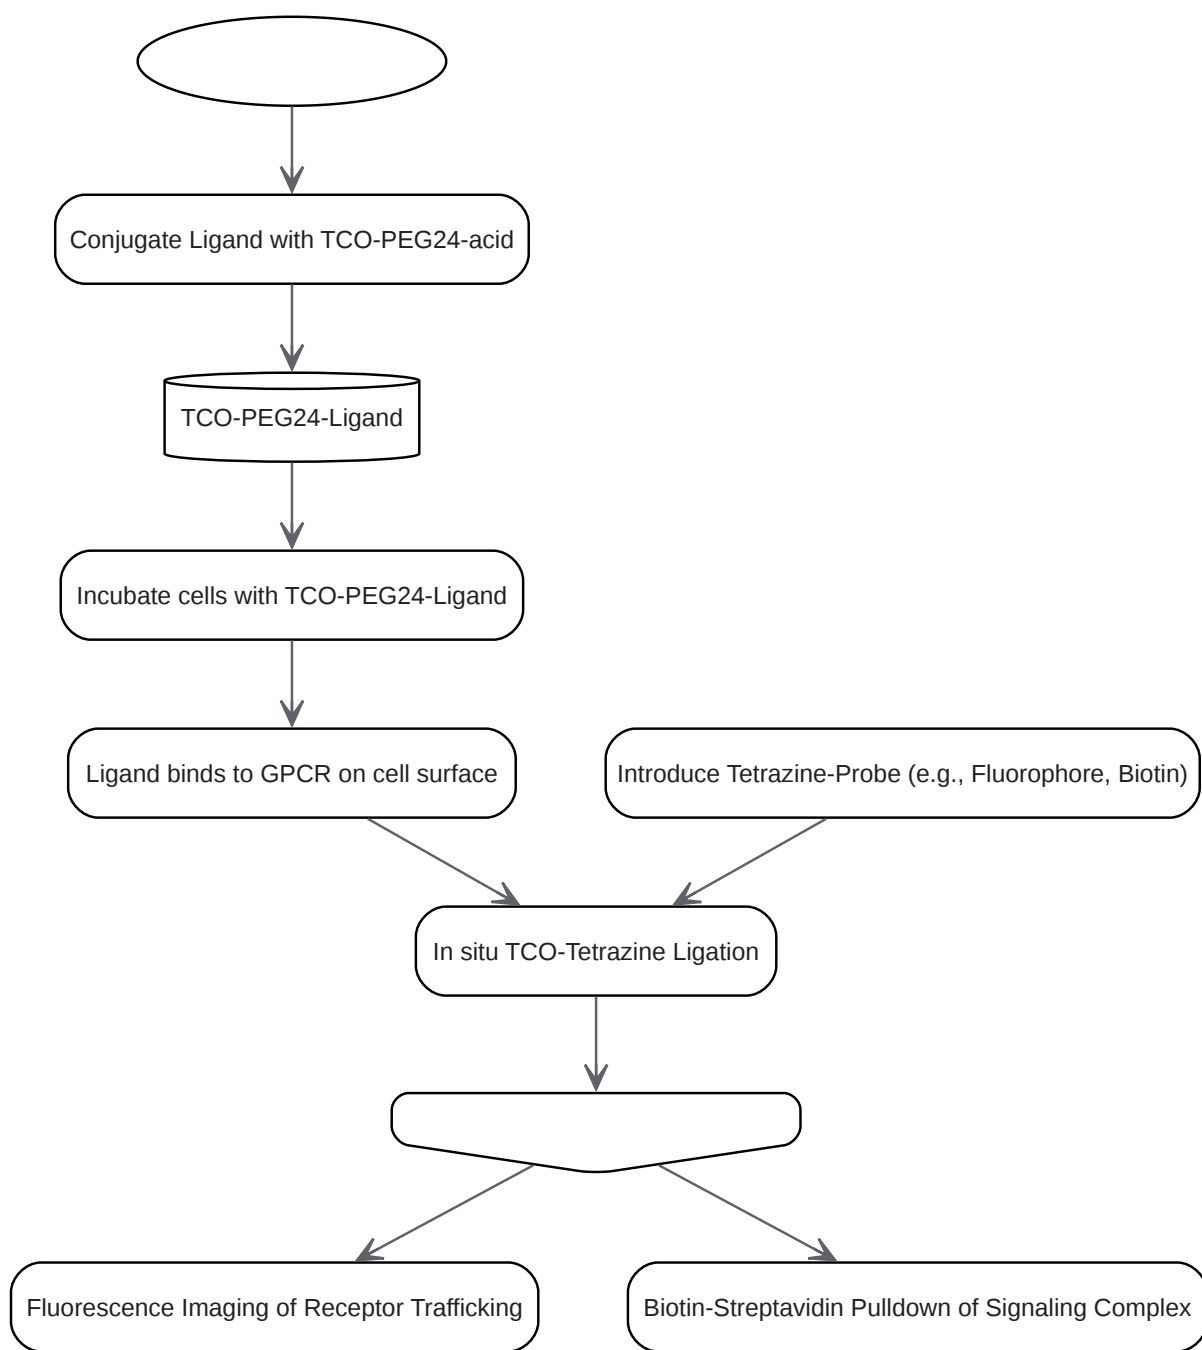 Conjugate Ligand with TCO-PEG24-acid
TCO-PEG24-Ligand
Incubate cells with TCO-PEG24-Ligand
Ligand binds to GPCR on cell surface
Introduce Tetrazine-Probe (e.g., Fluorophore, Biotin)
In situ TCO-Tetrazine Ligation
Fluorescence Imaging of Receptor Trafficking
Biotin-Streptavidin Pulldown of Signaling Complex